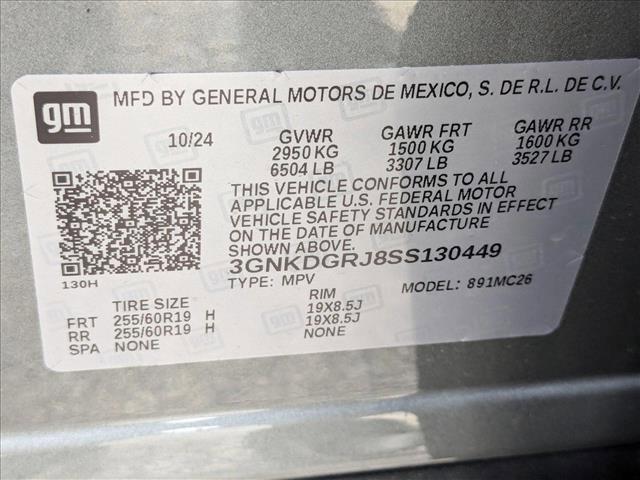 gm
MFD BY GENERAL MOTORS DE MEXICO, S. DE R.L. DE C.V.
10/24 GVWR GAWR FRT GAWR RR
2950 KG 1500 KG 1600 KG
6504 LB 3307 LB 3527 LB
THIS VEHICLE CONFORMS TO ALL
APPLICABLE U.S. FEDERAL MOTOR
VEHICLE SAFETY STANDARDS IN EFFECT
ON THE DATE OF MANUFACTURE
SHOWN ABOVE.
3GNKDGRJ8SS130449
130H TYPE: MPV MODEL: 891MC26
TIRE SIZE RIM
FRT 255/60R19 H 19X8.5J
RR 255/60R19 H 19X8.5J
SPA NONE NONE